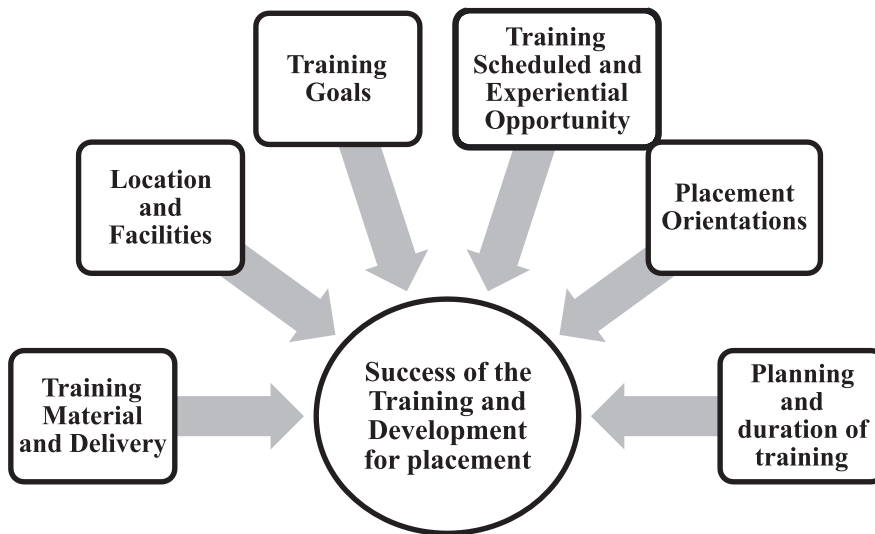 Training
Goals
Training
Scheduled and
Experiential
Opportunity
Location
and
Facilities
Placement
Orientations
Training
Material
and Delivery
Success of the
Training and
Development
for placement
Planning
and
duration of
training